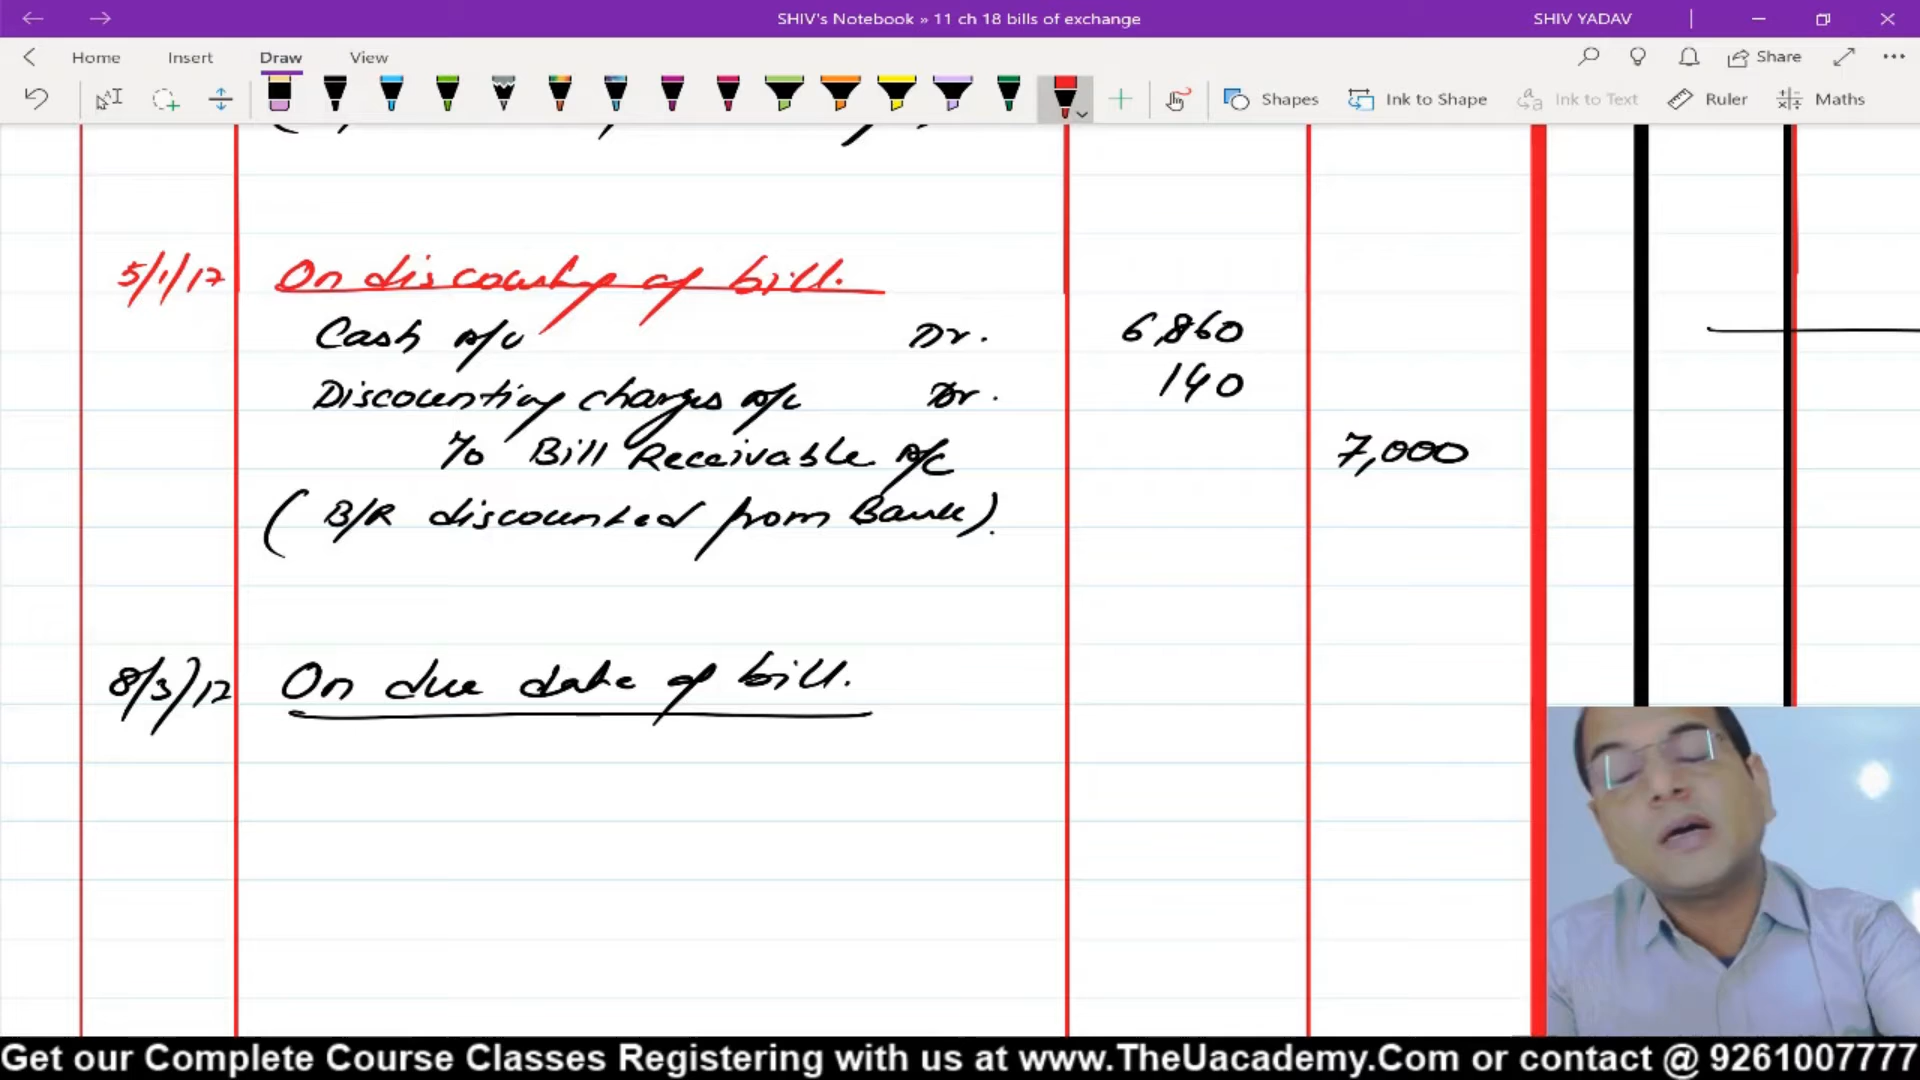 SHIV's Notebook » 11 ch 18 bills of exchange
SHIV YADAV
Home Insert Draw View
Share
Shapes Ink to Shape Ink to Text Ruler Maths
5/1/17 On discounting of bill.
Cash A/c Dr. 6,860
Discounting charges A/c Dr. 140
To Bill Receivable A/c 7,000
( B/R discounted from Bank).
8/3/17 On due date of bill.
Get our Complete Course Classes Registering with us at www.TheUacademy.Com or contact @ 9261007777